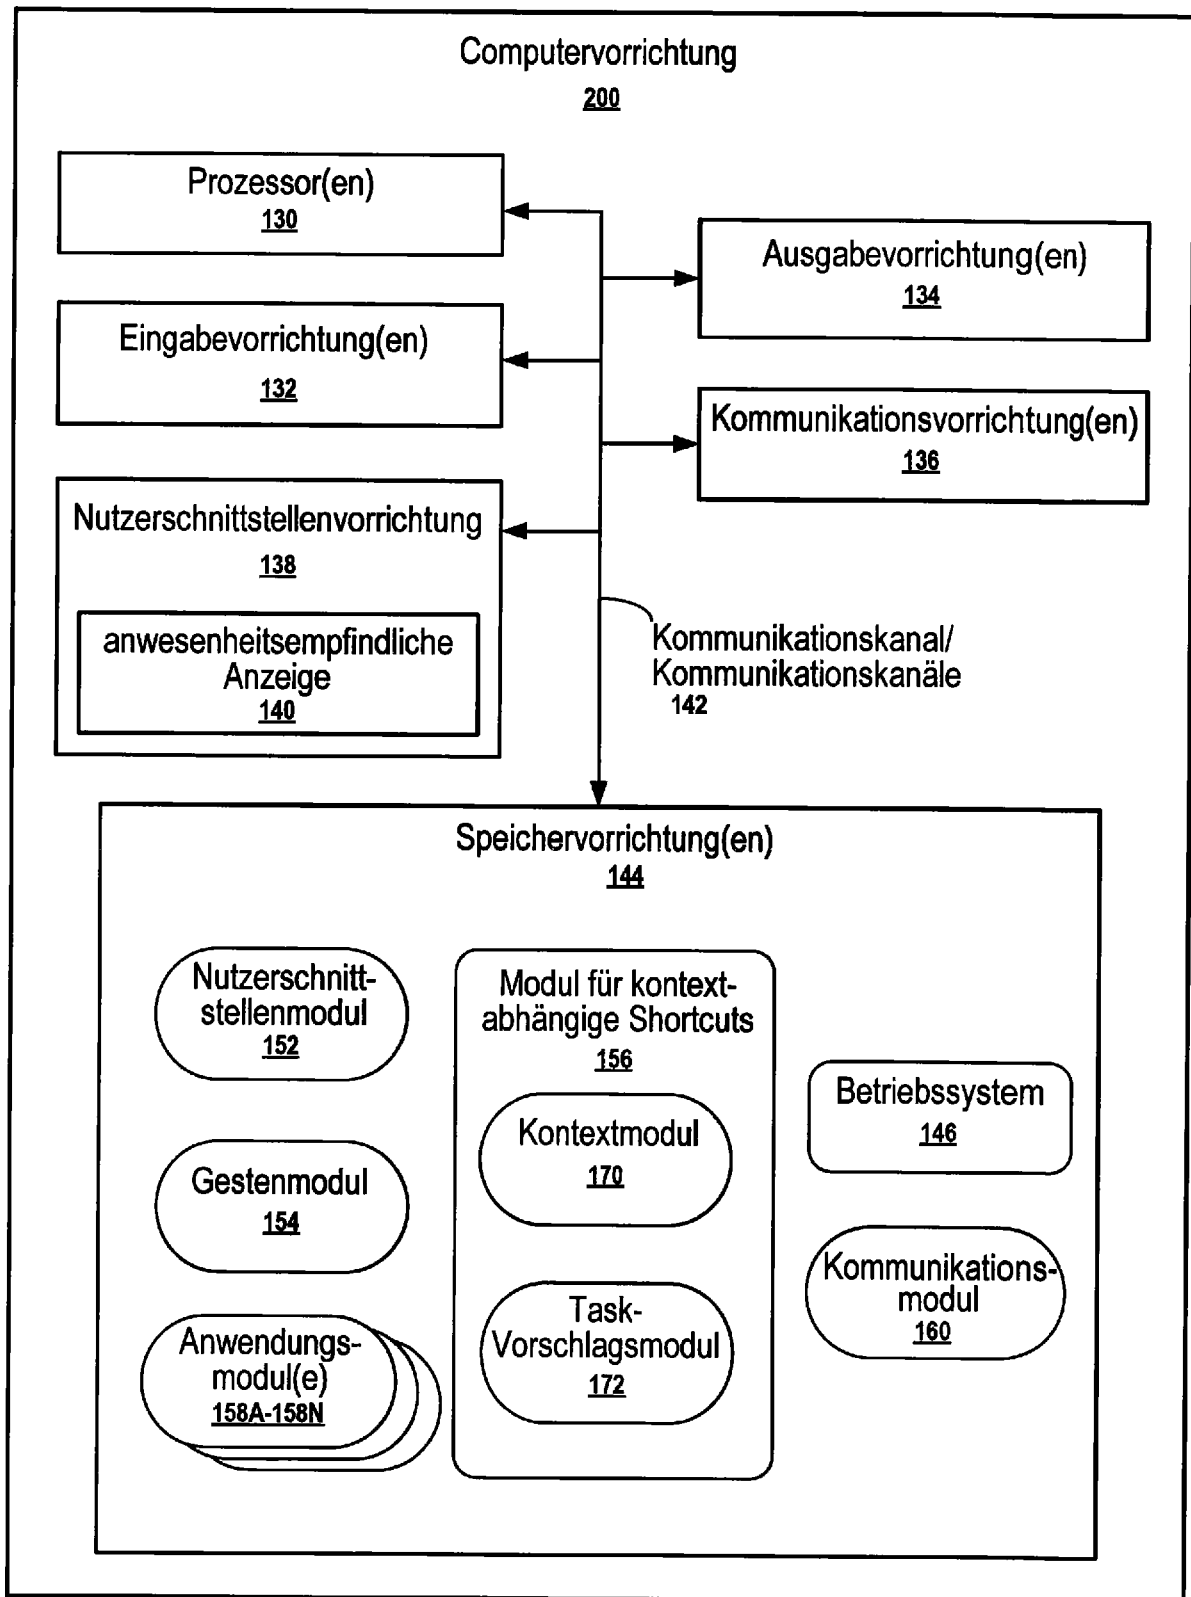 Computervorrichtung
200
Prozessor(en)
130
Ausgabevorrichtung(en)
134
Eingabevorrichtung(en)
132
Kommunikationsvorrichtung(en)
136
Nutzerschnittstellenvorrichtung
138
anwesenheitsempfindliche
Anzeige
140
Kommunikationskanal/
Kommunikationskanäle
142
Speichervorrichtung(en)
144
Nutzerschnitt-
stellenmodul
152
Gestenmodul
154
Anwendungs-
modul(e)
158A-158N
Modul für kontext-
abhängige Shortcuts
156
Kontextmodul
170
Task-
Vorschlagsmodul
172
Betriebssystem
146
Kommunikations-
modul
160